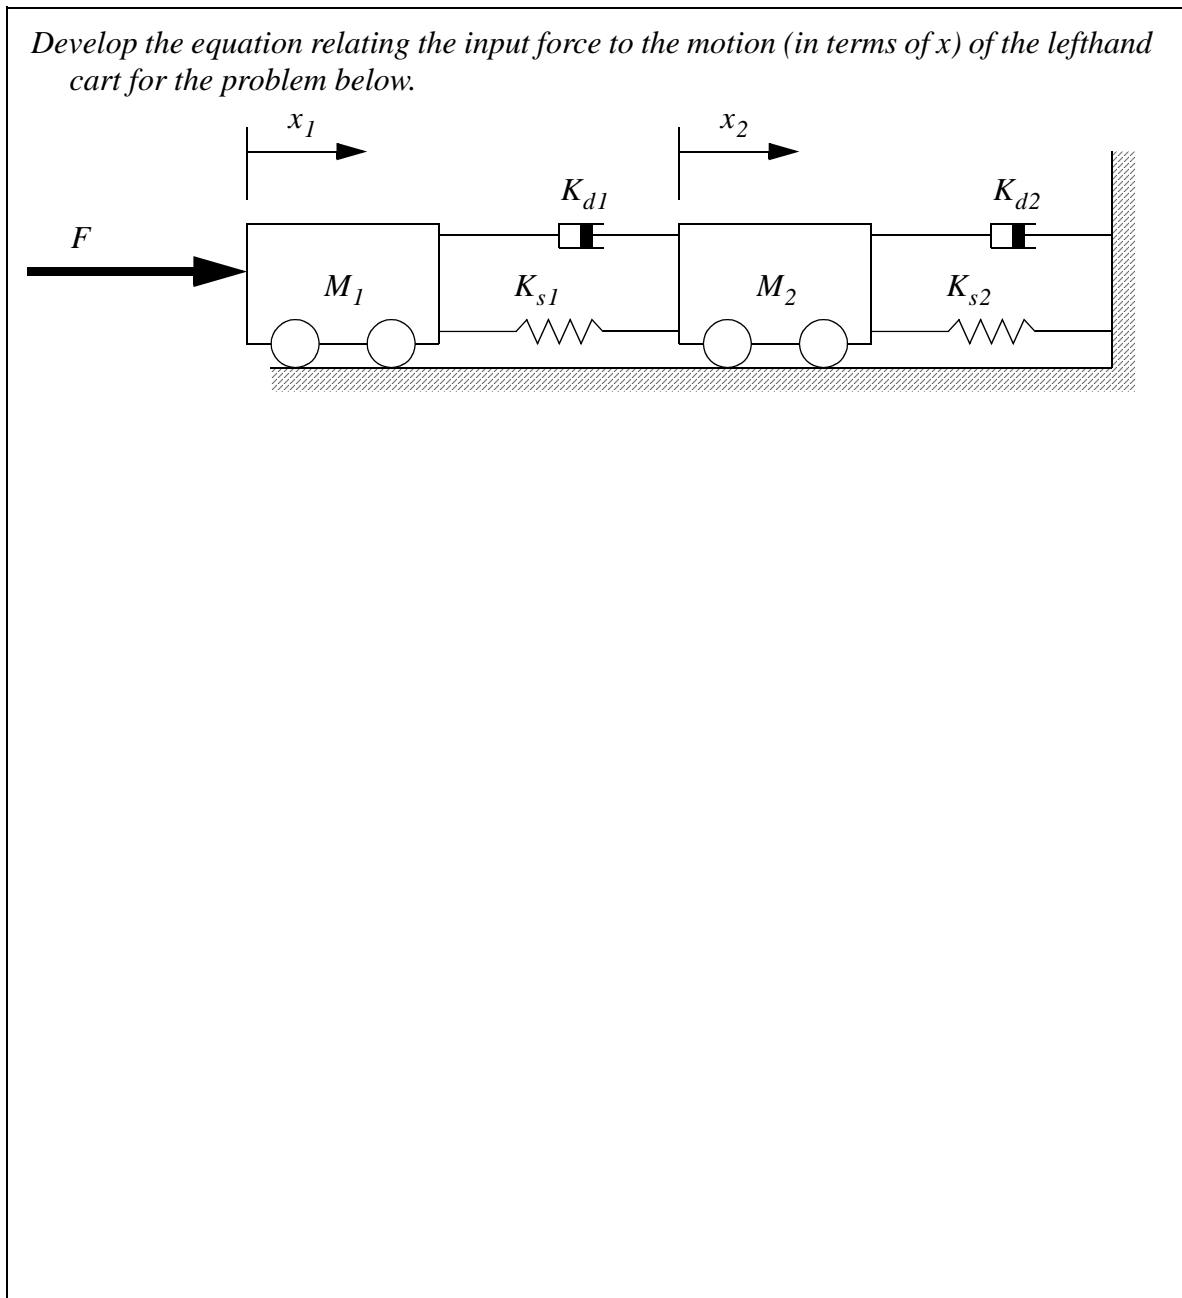 Develop the equation relating the input force to the motion (in terms of x) of the lefthand
cart for the problem below.
x1 x2
Kd1 Kd2
F
M1 Ks1 M2 Ks2